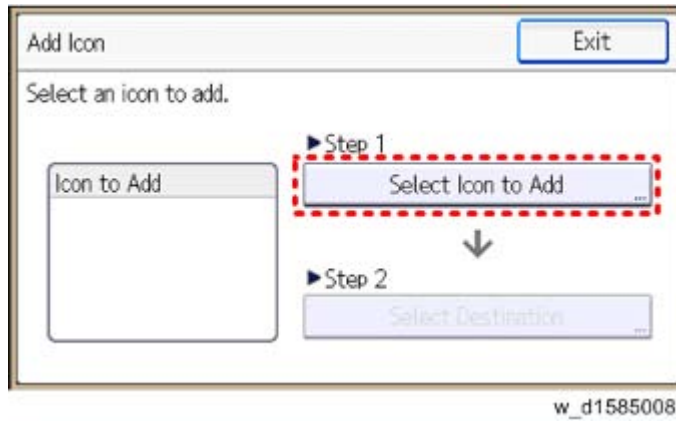 Add Icon
Exit
Select an icon to add.
▶Step 1
Icon to Add
Select Icon to Add
...
▶Step 2
Select Destination
...
w_d1585008